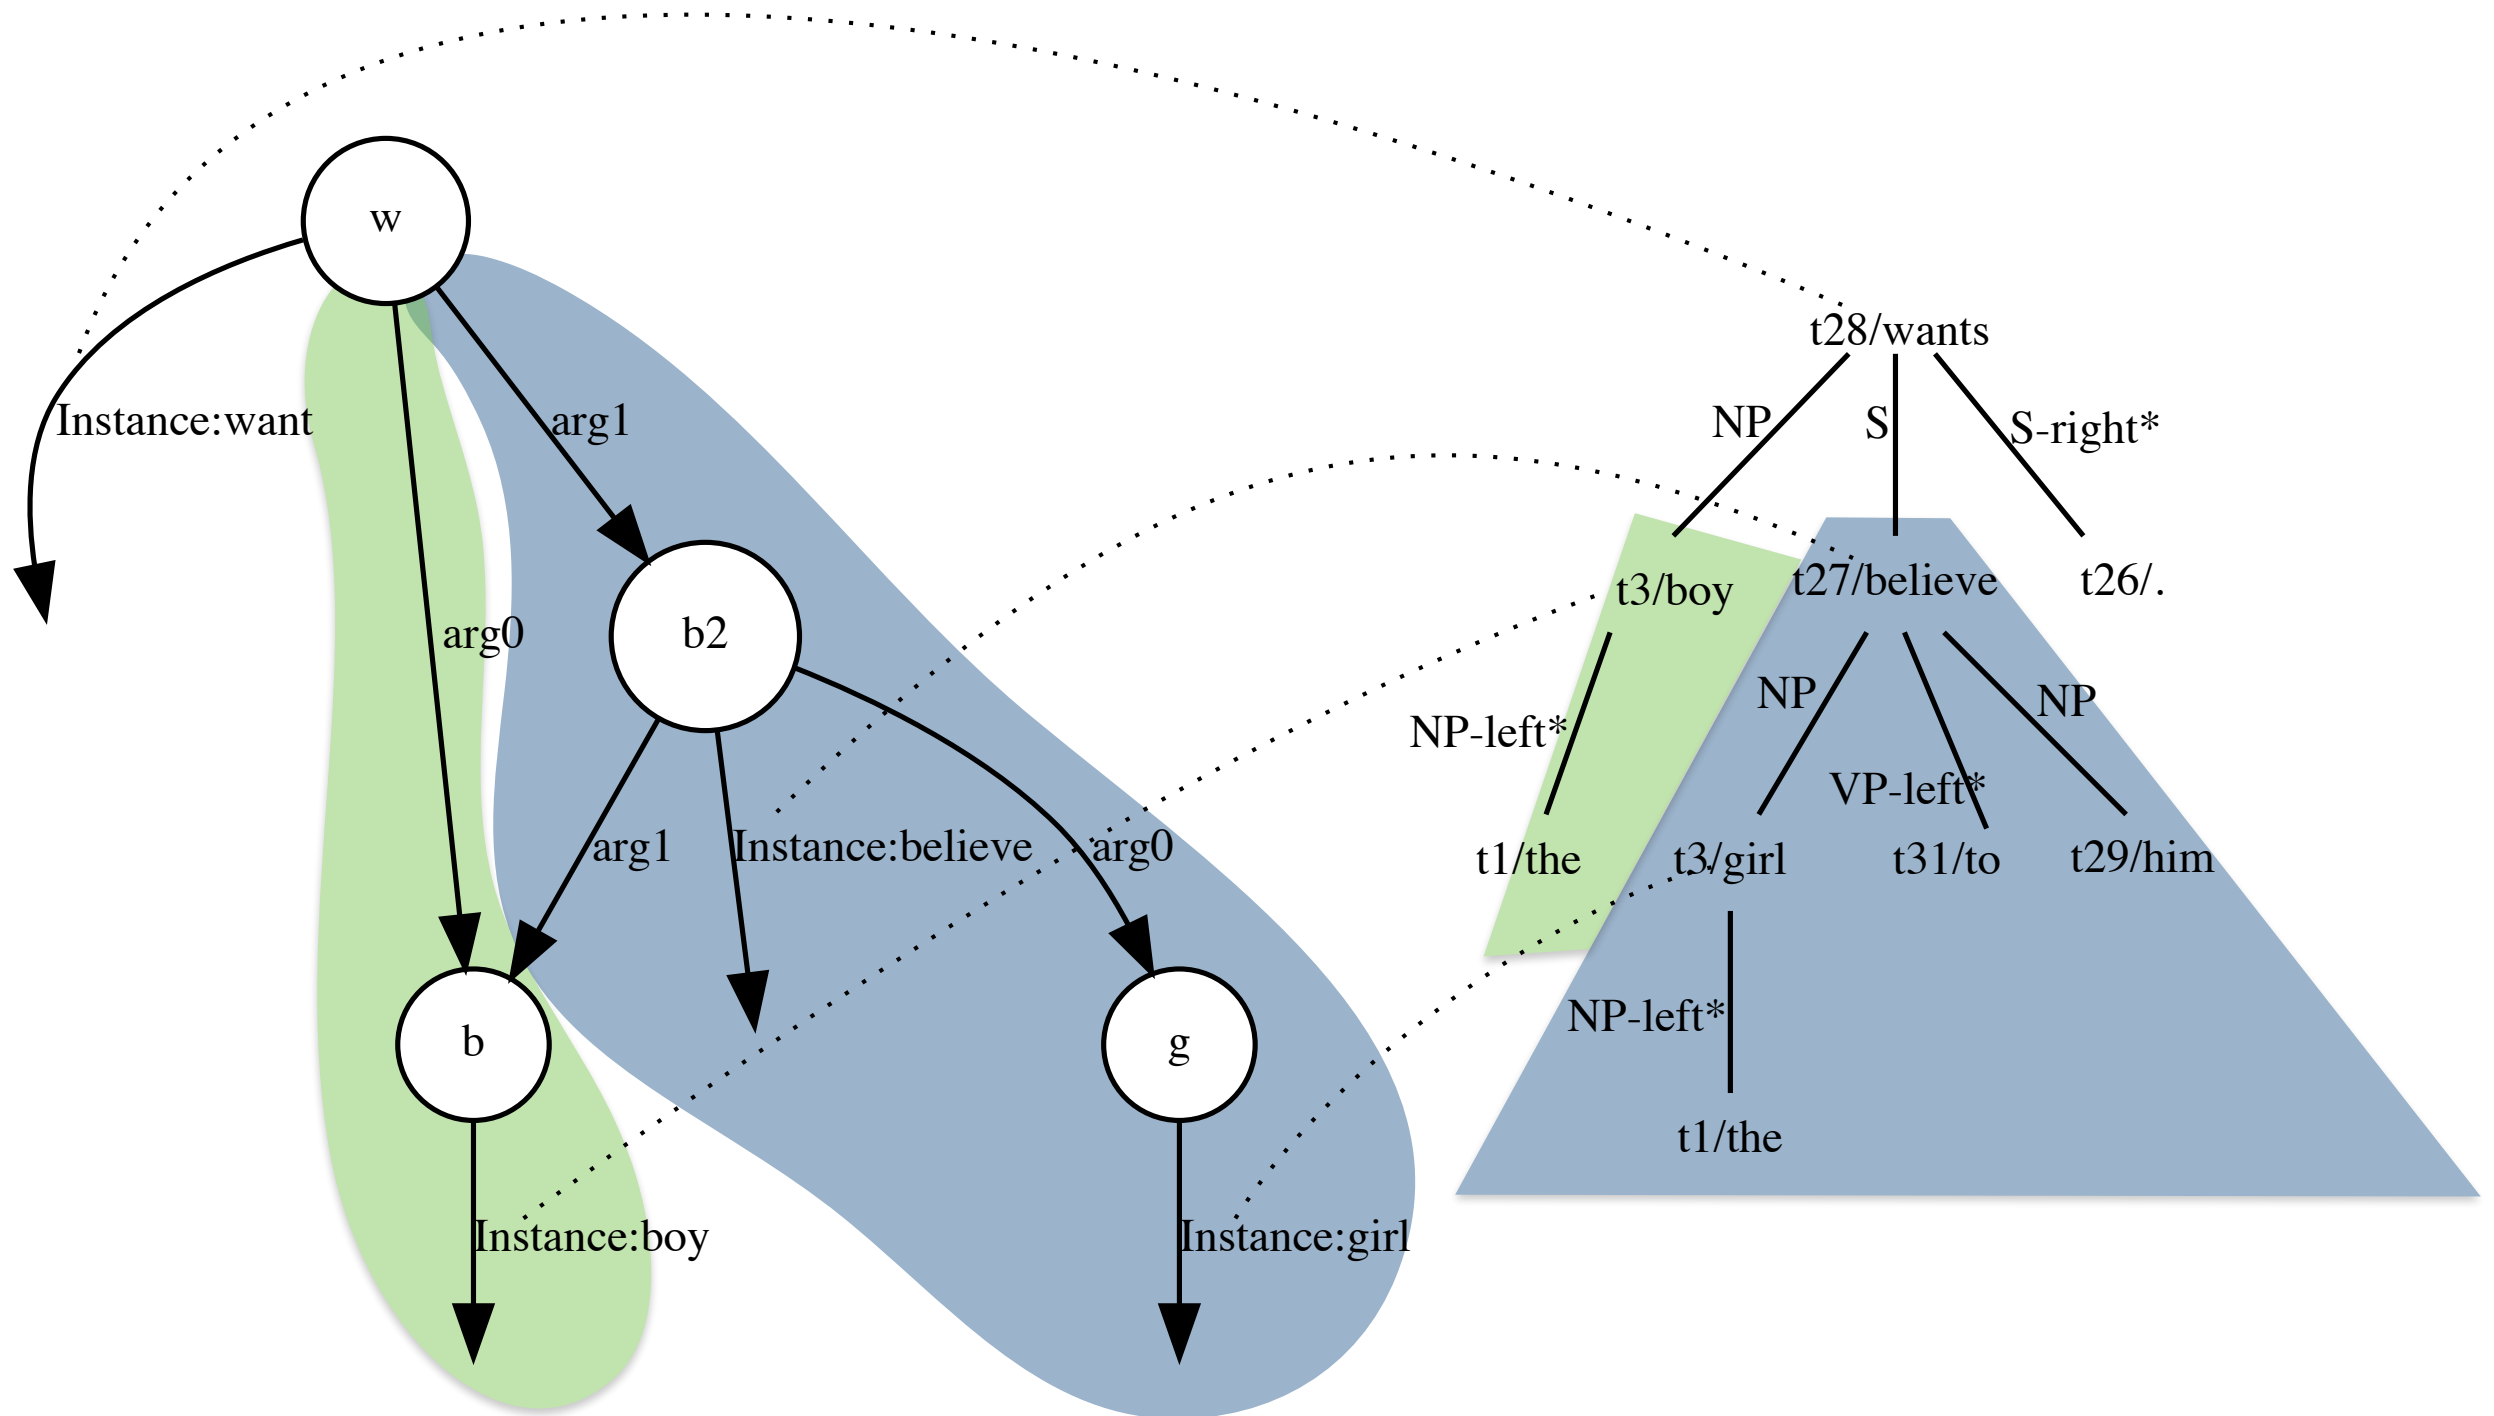 w
t28/wants
Instance:want
arg1
NP
S
S-right*
arg0
b2
t3/boy
t27/believe
t26/.
NP
NP
NP-left*
VP-left*
arg1
Instance:believe
arg0
t1/the
t3/girl
t31/to
t29/him
b
g
NP-left*
t1/the
Instance:boy
Instance:girl